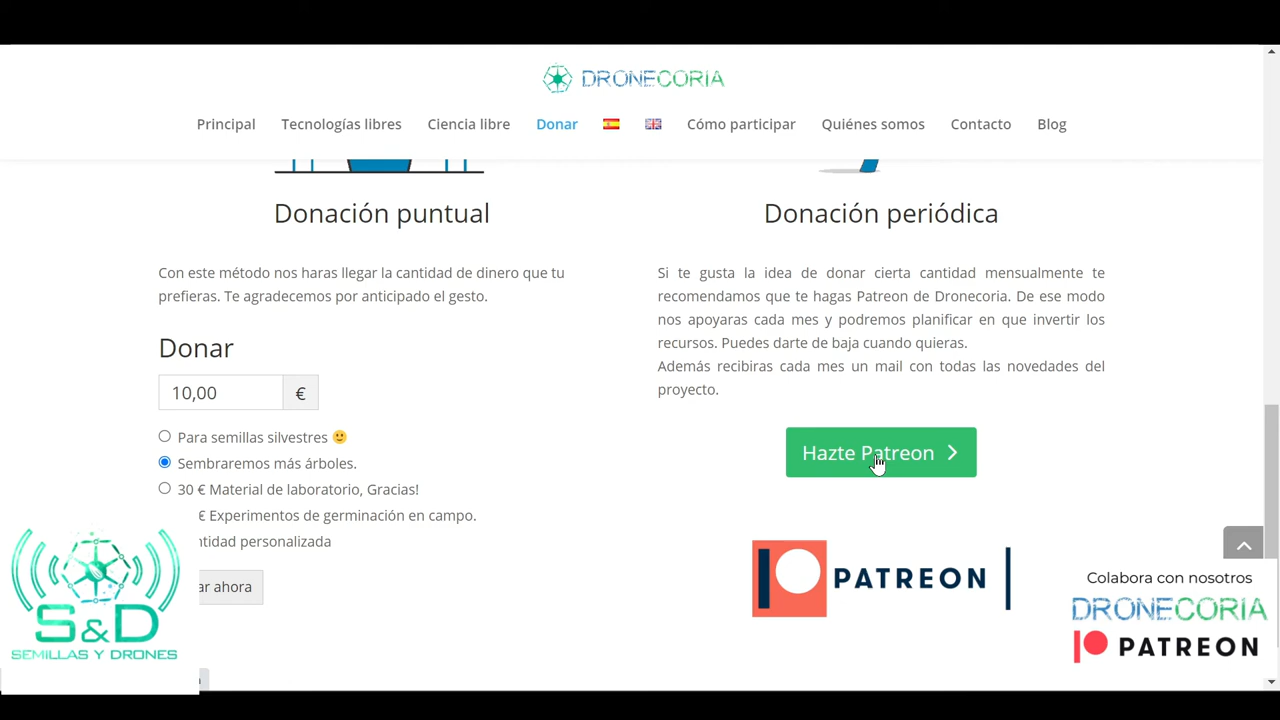 DRONECORIA
Principal
Tecnologías libres
Ciencia libre
Donar
Cómo participar
Quiénes somos
Contacto
Blog
Donación puntual
Con este método nos haras llegar la cantidad de dinero que tu
prefieras. Te agradecemos por anticipado el gesto.
Donar
10,00 €
Para semillas silvestres 🙂
Sembraremos más árboles.
30 € Material de laboratorio, Gracias!
€ Experimentos de germinación en campo.
ntidad personalizada
ar ahora
Donación periódica
Si te gusta la idea de donar cierta cantidad mensualmente te
recomendamos que te hagas Patreon de Dronecoria. De ese modo
nos apoyaras cada mes y podremos planificar en que invertir los
recursos. Puedes darte de baja cuando quieras.
Además recibiras cada mes un mail con todas las novedades del
proyecto.
Hazte Patreon
PATREON
S&D
SEMILLAS Y DRONES
Colabora con nosotros
DRONECORIA
PATREON